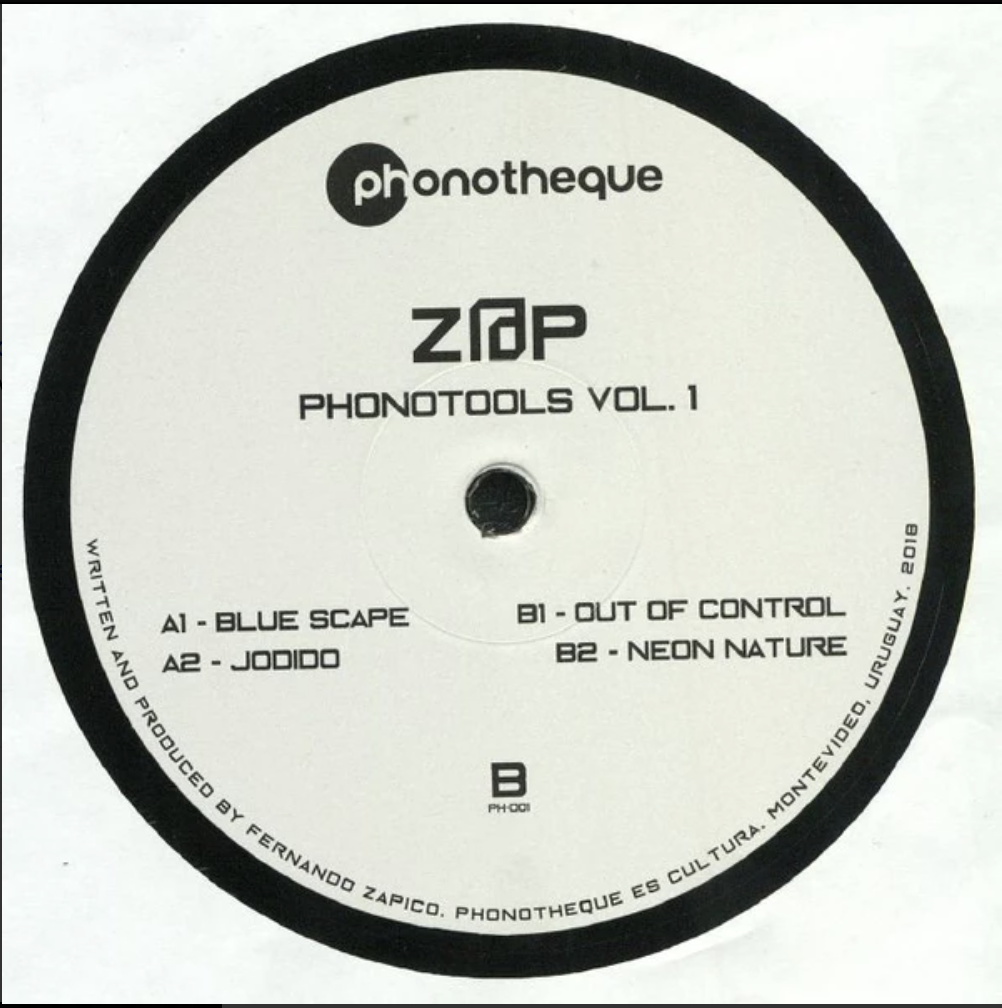 phonotheque
Z@P
PHONOTOOLS VOL. 1
A1 - BLUE SCAPE
A2 - JODIDO
B1 - OUT OF CONTROL
B2 - NEON NATURE
B
PH-001
WRITTEN AND PRODUCED BY FERNANDO ZAPICO. PHONOTHEQUE ES CULTURA. MONTEVIDEO, URUGUAY. 2018